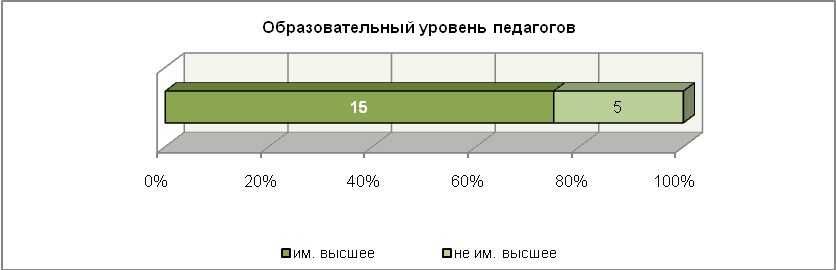 Образовательный уровень педагогов
15 5
0% 20% 40% 60% 80% 100%
им. высшее не им. высшее